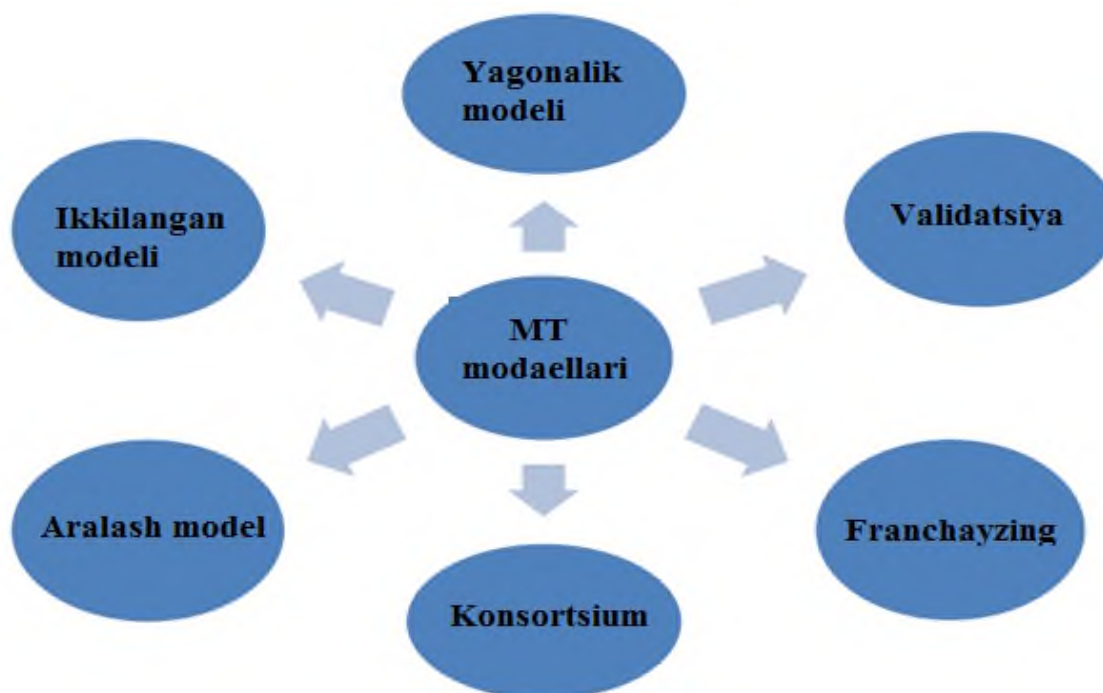 Yagonalik
modeli
Validatsiya
Ikkilangan
modeli
MT
modaellari
Aralash model
Franchayzing
Konsortsium